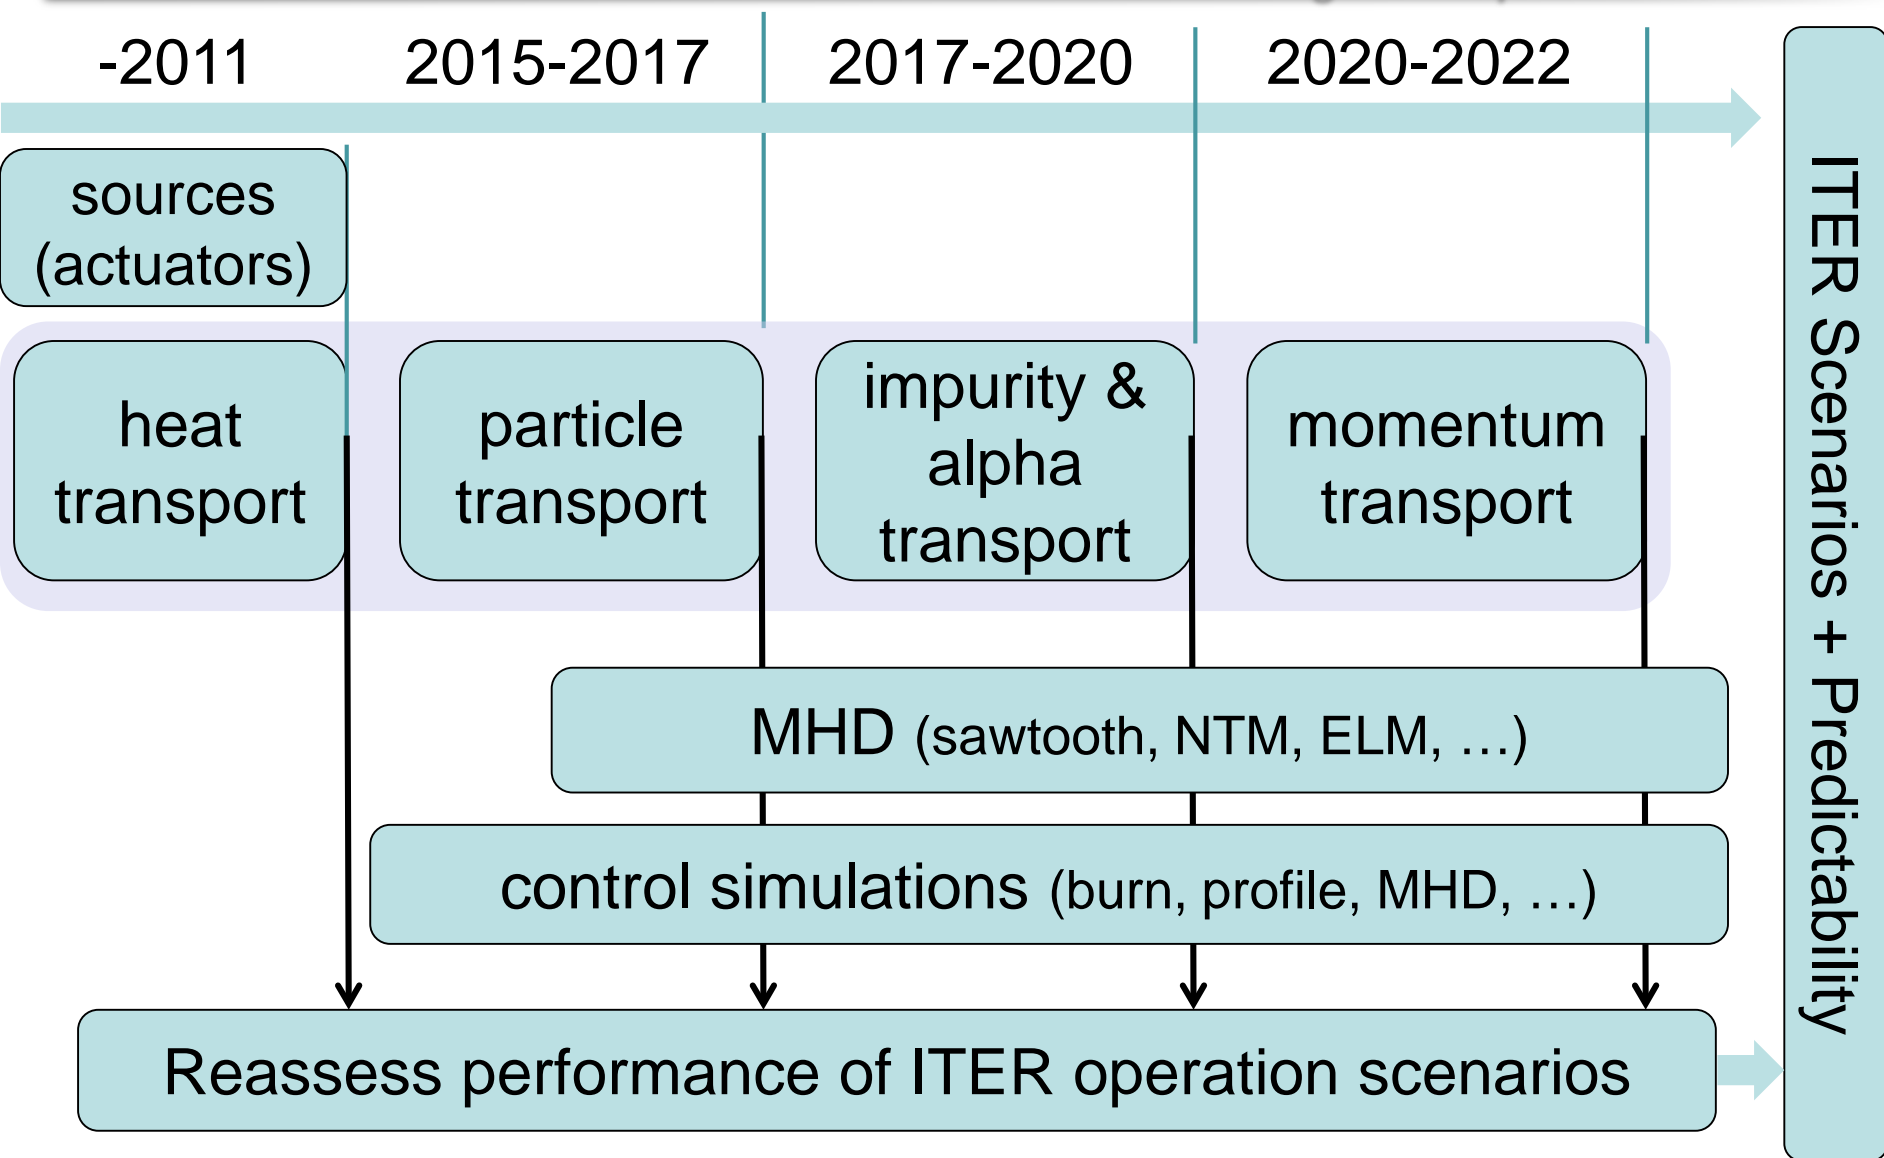 -2011
2015-2017
2017-2020
2020-2022
sources
(actuators)
heat
transport
particle
transport
impurity &
alpha
transport
momentum
transport
MHD (sawtooth, NTM, ELM, …)
control simulations (burn, profile, MHD, …)
Reassess performance of ITER operation scenarios
ITER Scenarios + Predictability